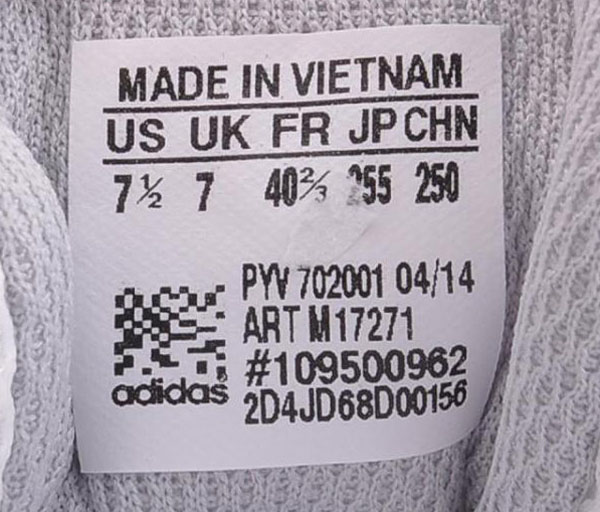 MADE IN VIETNAM
US UK FR JP CHN
7½ 7 40⅔ 255 250
PYV 702001 04/14
ART M17271
#109500962
adidas
2D4JD68D00156